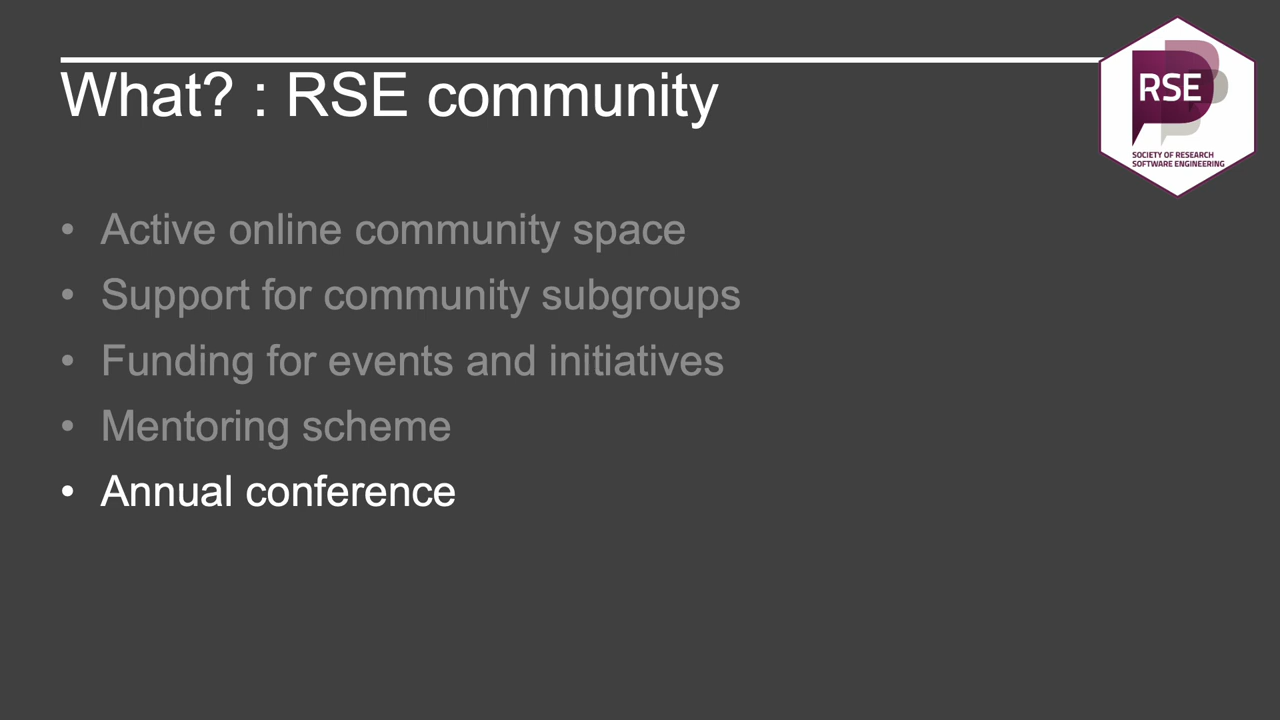 What? : RSE community
RSE
SOCIETY OF RESEARCH
SOFTWARE ENGINEERING
• Active online community space
• Support for community subgroups
• Funding for events and initiatives
• Mentoring scheme
• Annual conference